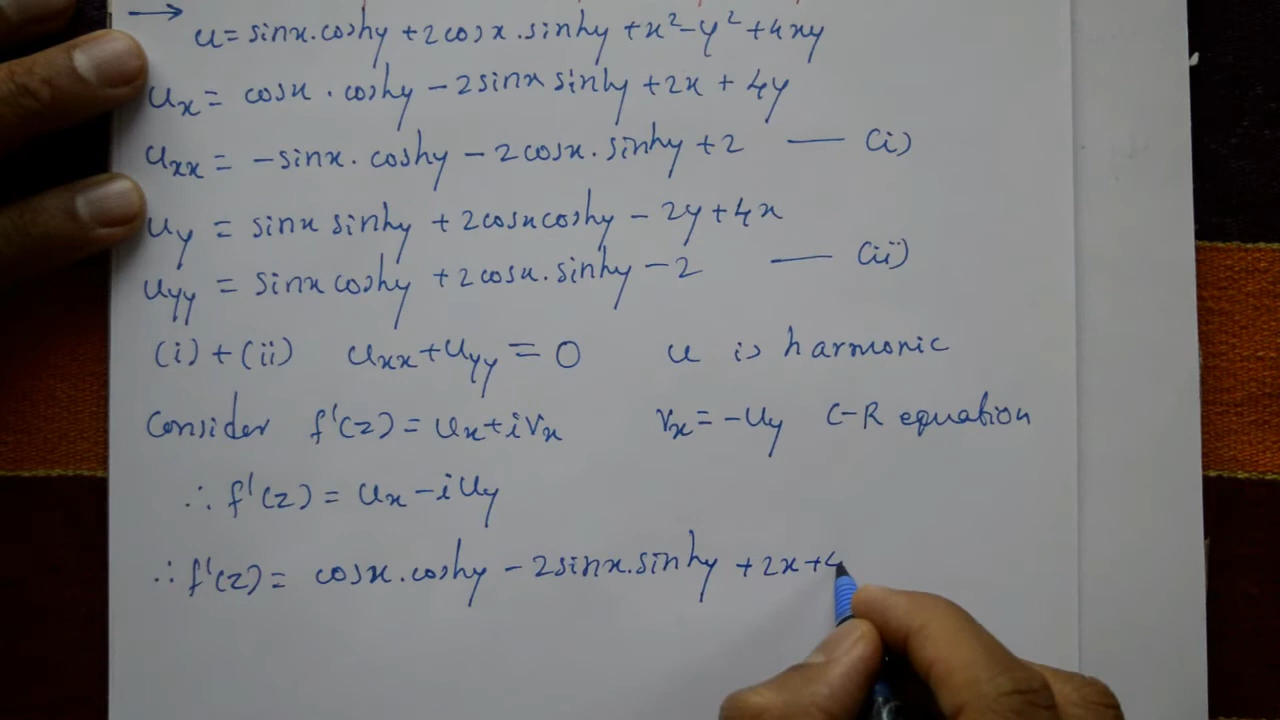 → u = sinx.coshy + 2cosx.sinhy + x² - y² + 4xy
uₓ = cosx . coshy - 2sinx sinhy + 2x + 4y
uₓₓ = -sinx. coshy - 2cosx. sinhy + 2 — (i)
u_y = sinx sinhy + 2cosxcoshy - 2y + 4x
u_yy = sinx coshy + 2cosx. sinhy - 2 — (ii)
(i) + (ii) uₓₓ + u_yy = 0 u is harmonic
Consider f'(z) = uₓ + i vₓ vₓ = -u_y C-R equation
∴ f'(z) = uₓ - i u_y
∴ f'(z) = cosx.coshy - 2sinx.sinhy + 2x + 4